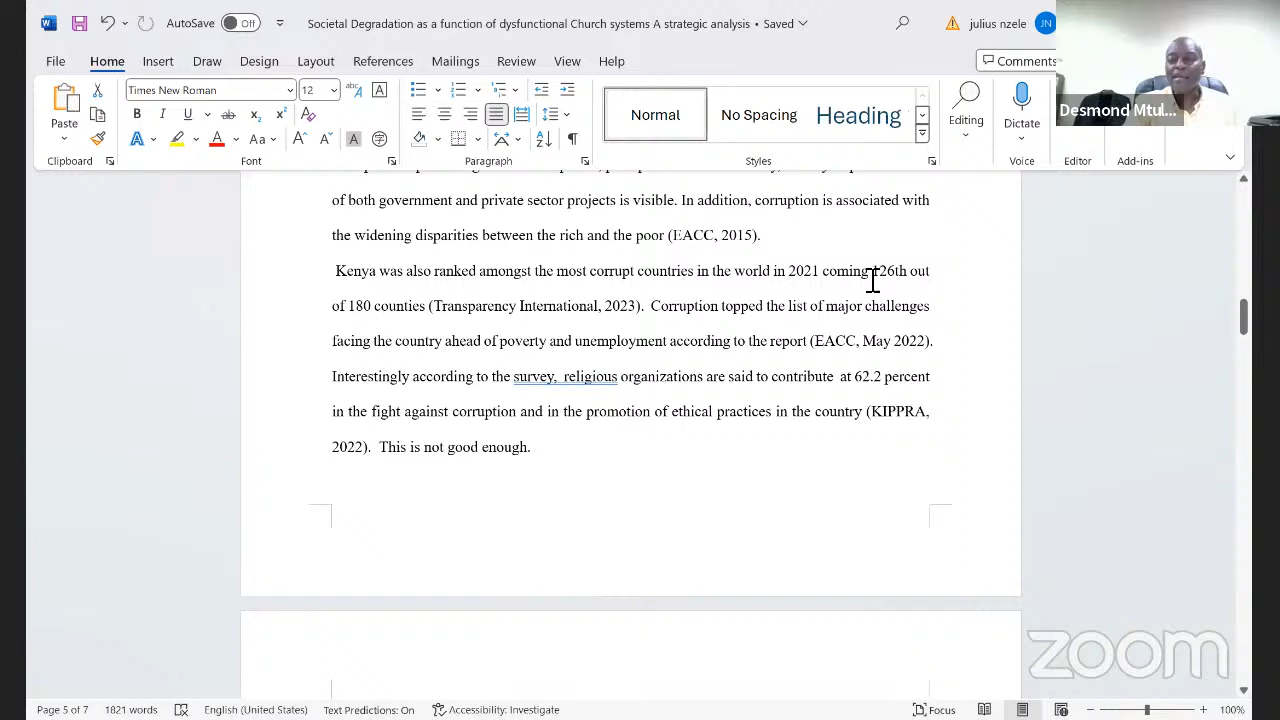 AutoSave Off Societal Degradation as a function of dysfunctional Church systems A strategic analysis • Saved julius nzele JN
File Home Insert Draw Design Layout References Mailings Review View Help Comments
Times New Roman 12
Paste
Normal No Spacing Heading
Editing Dictate
Desmond Mtul...
Clipboard Font Paragraph Styles Voice Editor Add-ins
of both government and private sector projects is visible. In addition, corruption is associated with
the widening disparities between the rich and the poor (EACC, 2015).
Kenya was also ranked amongst the most corrupt countries in the world in 2021 coming 126th out
of 180 counties (Transparency International, 2023). Corruption topped the list of major challenges
facing the country ahead of poverty and unemployment according to the report (EACC, May 2022).
Interestingly according to the survey, religious organizations are said to contribute at 62.2 percent
in the fight against corruption and in the promotion of ethical practices in the country (KIPPRA,
2022). This is not good enough.
zoom
Page 5 of 7 1821 words English (United States) Text Predictions: On Accessibility: Investigate Focus 100%